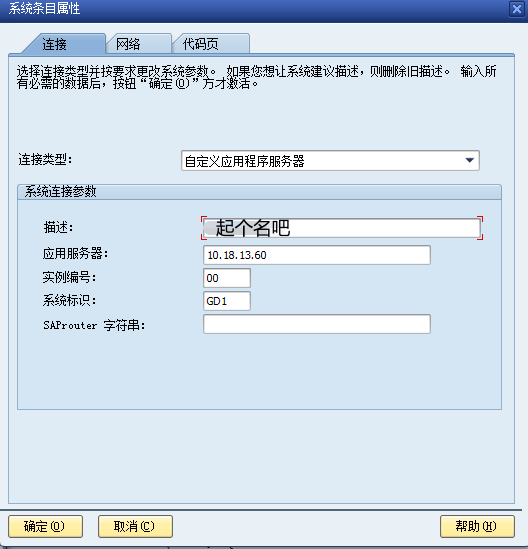 系统条目属性
连接 网络 代码页
选择连接类型并按要求更改系统参数。 如果您想让系统建议描述，则删除旧描述。 输入所
有必需的数据后，按钮“确定(O)”方才激活。
连接类型： 自定义应用程序服务器
系统连接参数
描述： 起个名吧
应用服务器： 10.18.13.60
实例编号： 00
系统标识： GD1
SAProuter 字符串：
确定(O) 取消(C) 帮助(H)